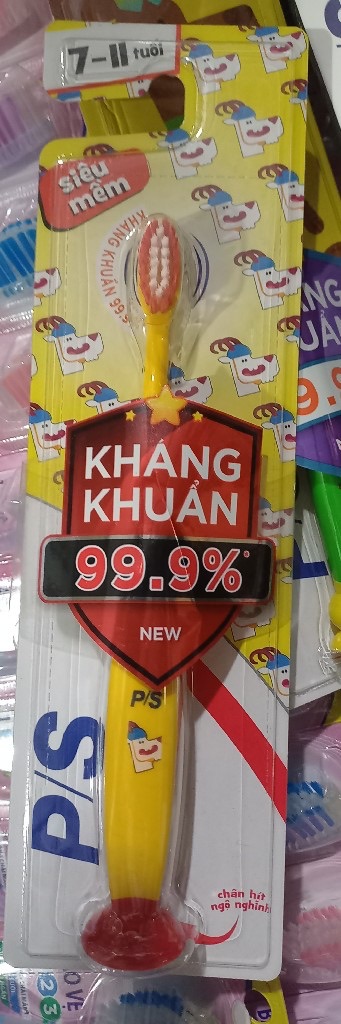 7-11 tuổi
siêu
mềm
KHÁNG KHUẨN 99.9%
KHÁNG
KHUẨN
99.9%*
NEW
P/S
P/S
chân hít
ngộ nghĩnh